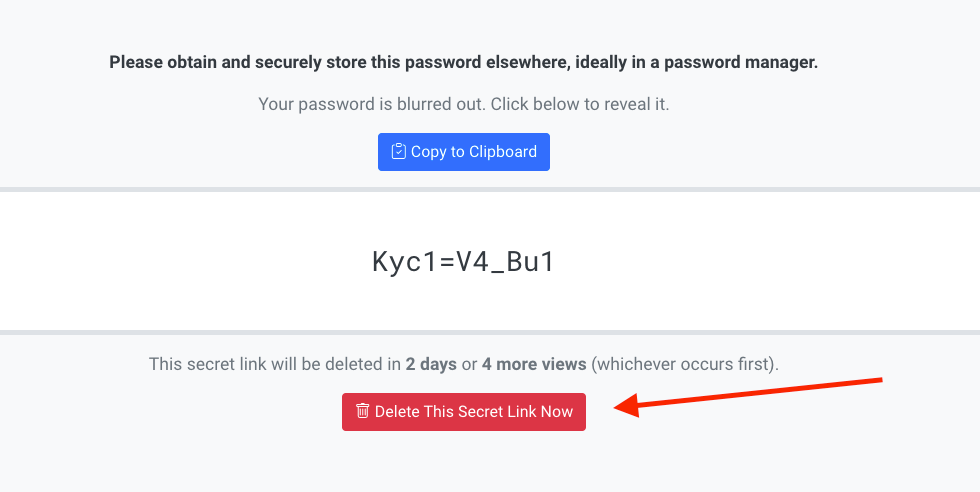 Please obtain and securely store this password elsewhere, ideally in a password manager.
Your password is blurred out. Click below to reveal it.
Copy to Clipboard
Kyc1=V4_Bu1
This secret link will be deleted in 2 days or 4 more views (whichever occurs first).
Delete This Secret Link Now